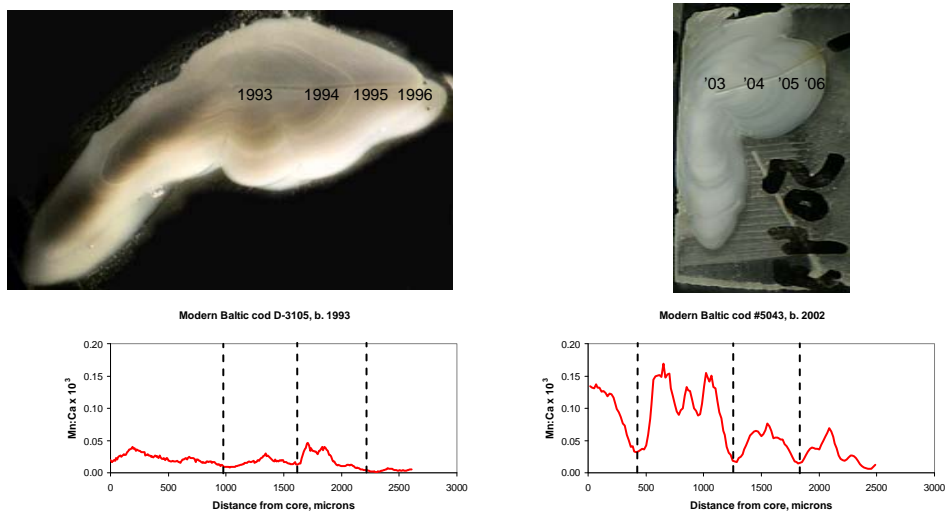 1993 1994 1995 1996
'03 '04 '05 '06
Modern Baltic cod D-3105, b. 1993
0.20
0.15
0.10
0.05
0.00
Mn:Ca x 10³
0 500 1000 1500 2000 2500 3000
Distance from core, microns
Modern Baltic cod #5043, b. 2002
0.20
0.15
0.10
0.05
0.00
Mn:Ca x 10³
0 500 1000 1500 2000 2500 3000
Distance from core, microns